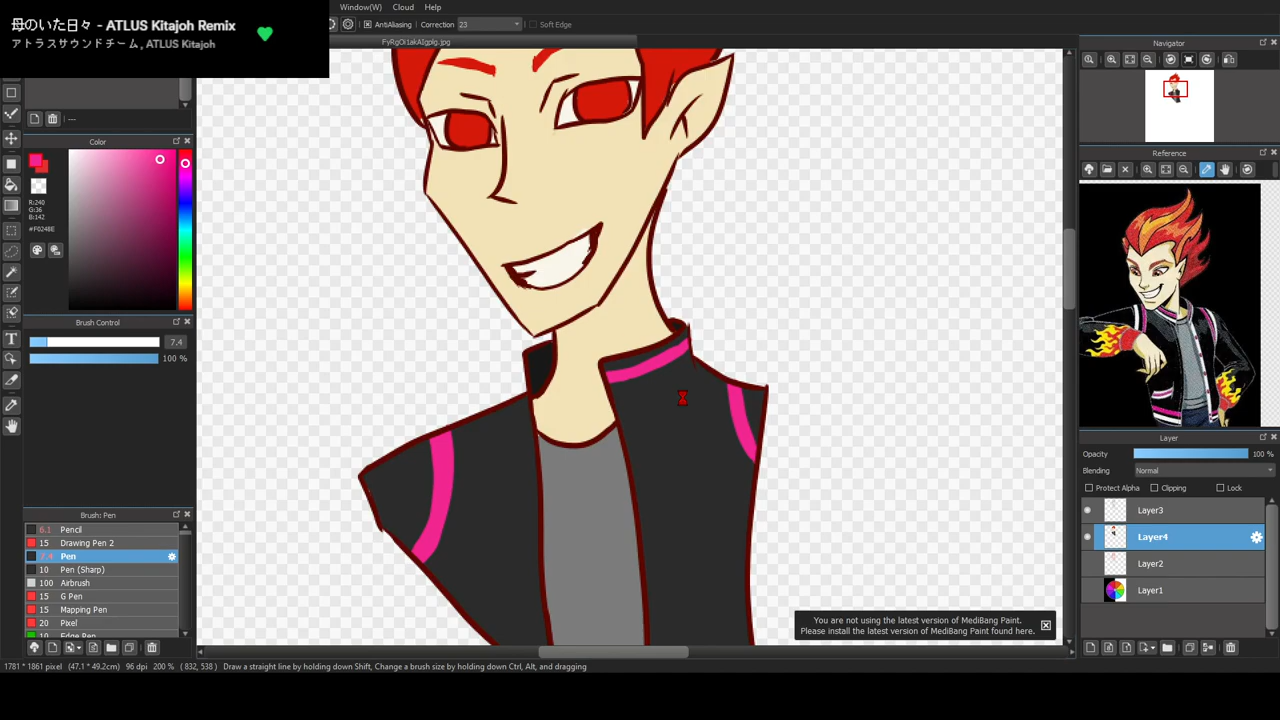 母のいた日々 - ATLUS Kitajoh Remix
アトラスサウンドチーム, ATLUS Kitajoh
Window(W) Cloud Help
AntiAliasing Correction 23 Soft Edge
FyRgOi1akAIgplg.jpg
Navigator
---
Color
R:240
G:36
B:142
#F0248E
Reference
Brush Control
7.4
100 %
Layer
Opacity 100 %
Blending Normal
Protect Alpha Clipping Lock
Layer3
Layer4
Layer2
Layer1
Brush: Pen
6.1 Pencil
15 Drawing Pen 2
7.4 Pen
10 Pen (Sharp)
100 Airbrush
15 G Pen
15 Mapping Pen
20 Pixel
10 Edge Pen
You are not using the latest version of MediBang Paint.
Please install the latest version of MediBang Paint found here.
1781 * 1861 pixel (47.1 * 49.2cm) 96 dpi 200 % ( 832, 538 ) Draw a straight line by holding down Shift, Change a brush size by holding down Ctrl, Alt, and dragging